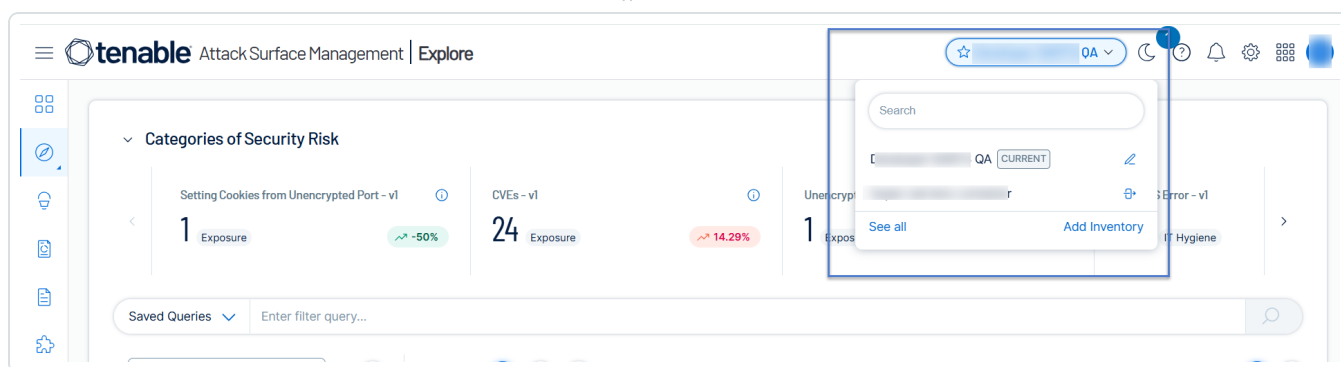 tenable Attack Surface Management | Explore
QA
Search
QA CURRENT
See all
Add Inventory
Categories of Security Risk
Setting Cookies from Unencrypted Port - v1
1 Exposure
-50%
CVEs - v1
24 Exposure
14.29%
1
Error - v1
IT Hygiene
Saved Queries
Enter filter query...